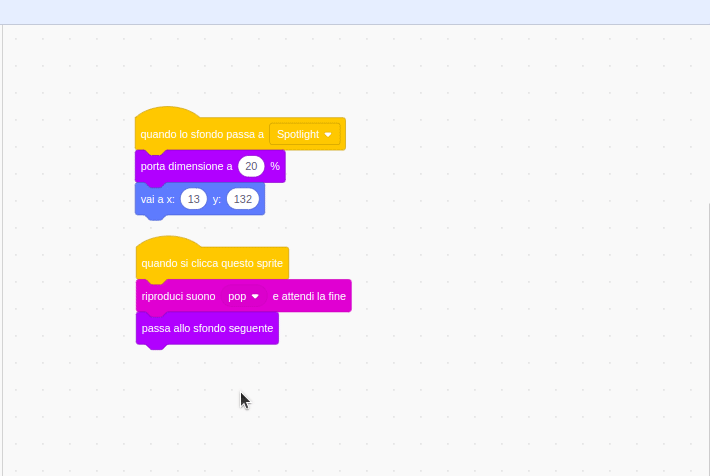 quando lo sfondo passa a Spotlight
porta dimensione a 20 %
vai a x: 13 y: 132
quando si clicca questo sprite
riproduci suono pop e attendi la fine
passa allo sfondo seguente